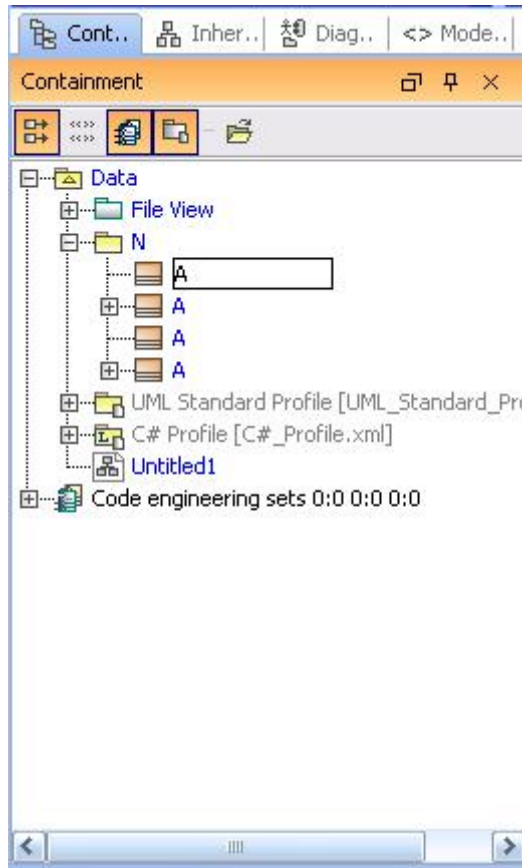 Cont.. Inher.. Diag.. <> Mode..
Containment
Data
File View
N
A
A
A
A
UML Standard Profile [UML_Standard_Pr
C# Profile [C#_Profile.xml]
Untitled1
Code engineering sets 0:0 0:0 0:0